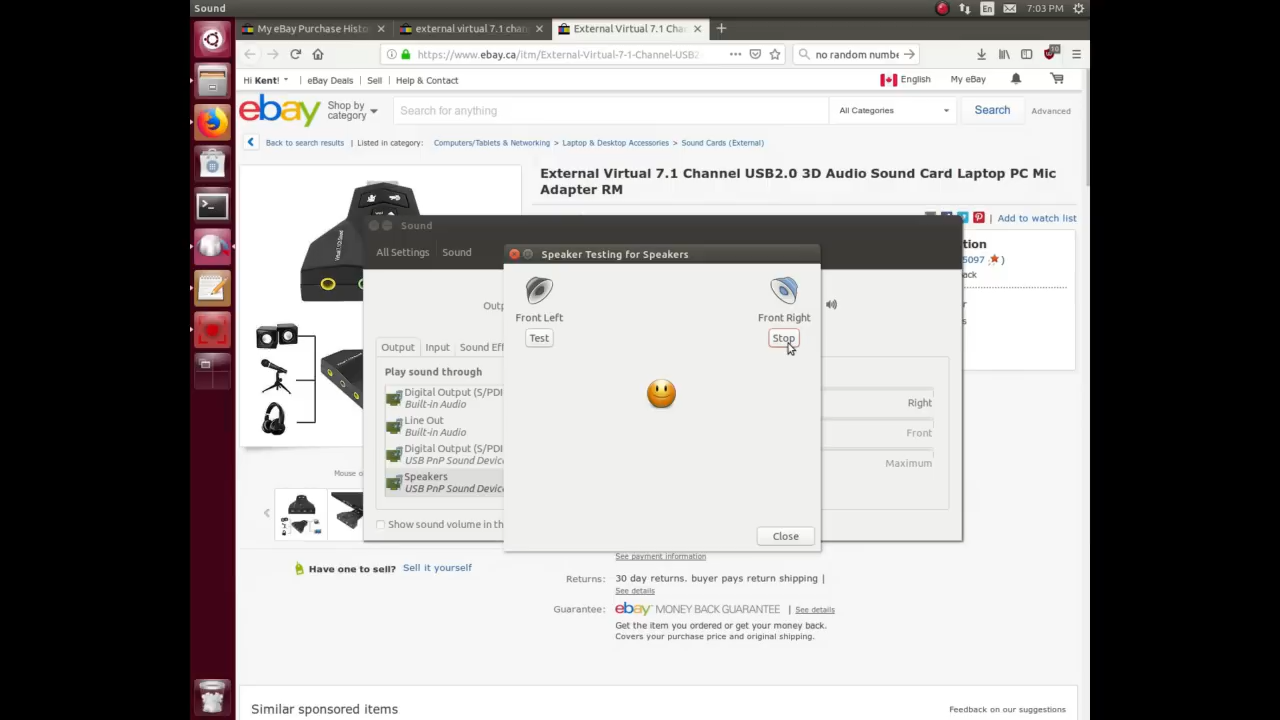 Sound
En
7:03 PM
My eBay Purchase Hist
external virtual 7.1 chan
External Virtual 7.1 Chan
https://www.ebay.ca/itm/External-Virtual-7-1-Channel-USB2
no random numbe
Hi Kent!
eBay Deals
Sell
Help & Contact
English
My eBay
ebay
Shop by category
Search for anything
All Categories
Search
Advanced
Back to search results
Listed in category:
Computers/Tablets & Networking > Laptop & Desktop Accessories > Sound Cards (External)
External Virtual 7.1 Channel USB2.0 3D Audio Sound Card Laptop PC Mic
Adapter RM
Add to watch list
Sound
All Settings
Sound
Speaker Testing for Speakers
Front Left
Front Right
Test
Stop
Output
Input
Sound Eff
Play sound through
Digital Output (S/PDI
Built-in Audio
Line Out
Built-in Audio
Digital Output (S/PDI
USB PnP Sound Device
Speakers
USB PnP Sound Device
Show sound volume in th
Right
Front
Maximum
Close
5097
Mouse o
Have one to sell?
Sell it yourself
See payment information
Returns:
30 day returns. buyer pays return shipping |
See details
Guarantee:
ebay MONEY BACK GUARANTEE | See details
Get the item you ordered or get your money back.
Covers your purchase price and original shipping.
Similar sponsored items
Feedback on our suggestions